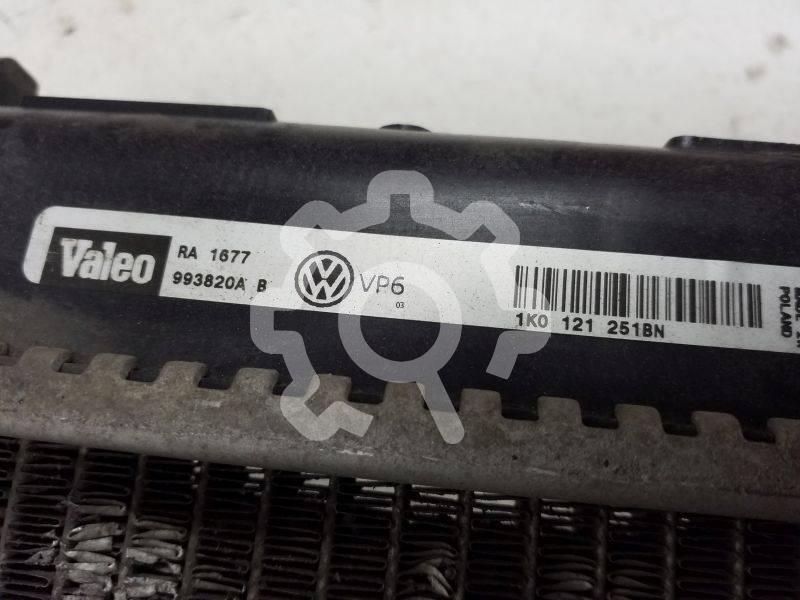 Valeo
RA 1677
993820A B
VP6
03
1K0 121 251BN
POLAND